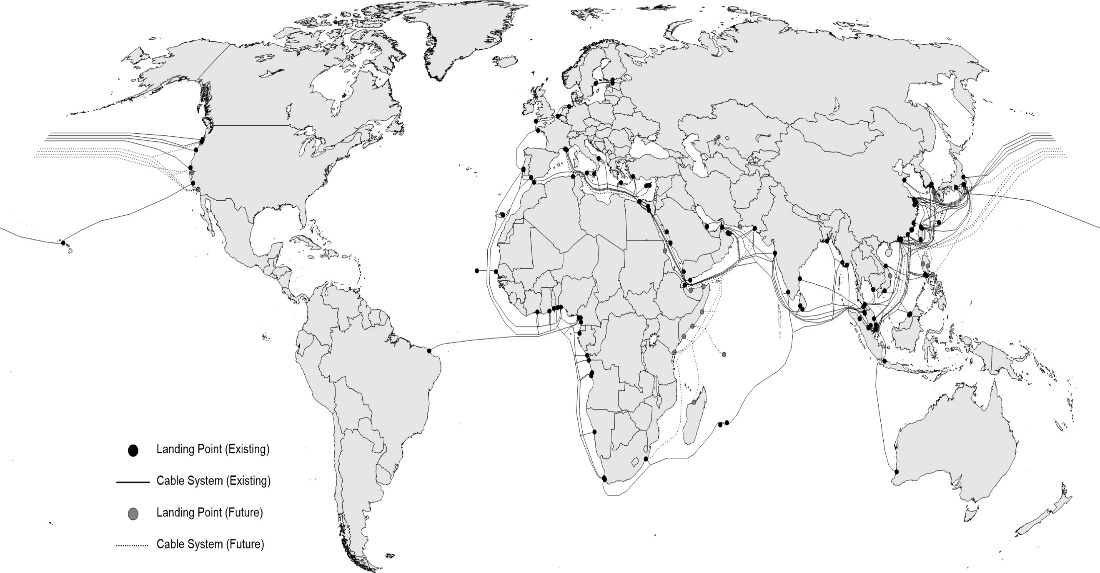 Landing Point (Existing)
Cable System (Existing)
Landing Point (Future)
Cable System (Future)